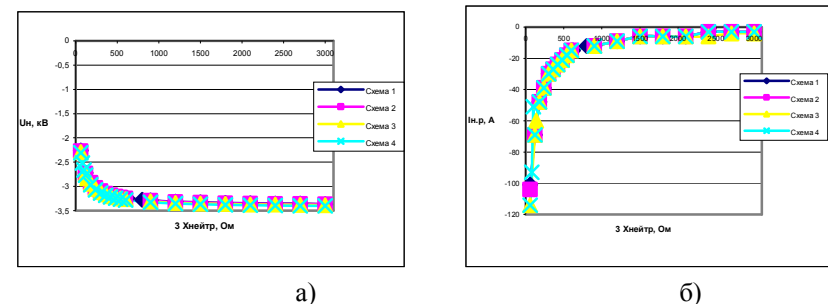 0
0 500 1000 1500 2000 2500 3000
-0,5
-1
-1,5
-2
-2,5
-3
-3,5
Uн, кВ
3 Xнейтр, Ом
Схема 1
Схема 2
Схема 3
Схема 4
а)
0
0 500 1000 1500 2000 2500 3000
-20
-40
-60
-80
-100
-120
Iн.р, А
3 Xнейтр, Ом
Схема 1
Схема 2
Схема 3
Схема 4
б)